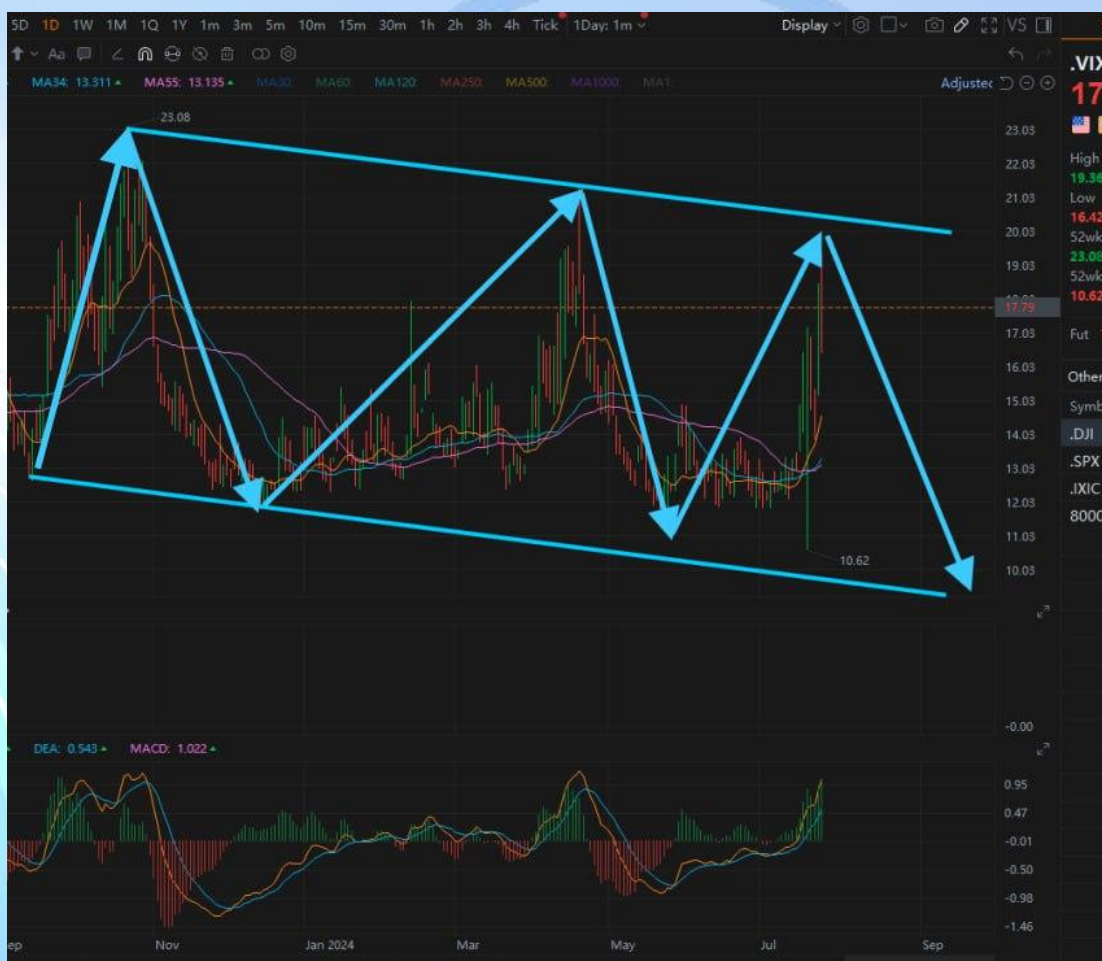 5D 1D 1W 1M 1Q 1Y 1m 3m 5m 10m 15m 30m 1h 2h 3h 4h Tick 1Day: 1m Display VS
Aa
MA34: 13.311 MA55: 13.135 MA30: MA60: MA120: MA250: MA500: MA1000: MA1: Adjusted
.VIX
17
23.08
23.03
22.03
21.03
20.03
19.03
17.79
17.03
16.03
15.03
14.03
13.03
12.03
11.03
10.03
10.62
High
19.36
Low
16.42
52wk
23.08
52wk
10.62
Fut
Other
Symb
.DJI
.SPX
.IXIC
8000
-0.00
DEA: 0.543 MACD: 1.022
0.95
0.47
-0.01
-0.50
-0.98
-1.46
ep Nov Jan 2024 Mar May Jul Sep